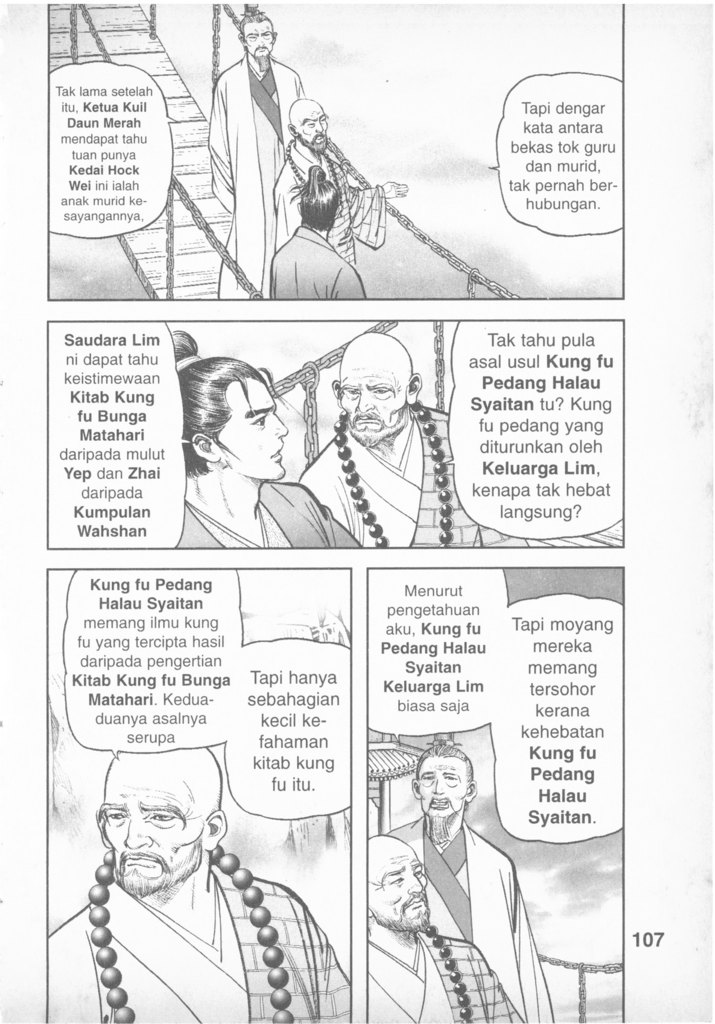 Tak lama setelah
itu, Ketua Kuil
Daun Merah
mendapat tahu
tuan punya
Kedai Hock
Wei ini ialah
anak murid ke-
sayangannya,
Tapi dengar
kata antara
bekas tok guru
dan murid,
tak pernah ber-
hubungan.
Saudara Lim
ni dapat tahu
keistimewaan
Kitab Kung
fu Bunga
Matahari
daripada mulut
Yep dan Zhai
daripada
Kumpulan
Wahshan
Tak tahu pula
asal usul Kung fu
Pedang Halau
Syaitan tu? Kung
fu pedang yang
diturunkan oleh
Keluarga Lim,
kenapa tak hebat
langsung?
Kung fu Pedang
Halau Syaitan
memang ilmu kung
fu yang tercipta hasil
daripada pengertian
Kitab Kung fu Bunga
Matahari. Kedua-
duanya asalnya
serupa
Tapi hanya
sebahagian
kecil ke-
fahaman
kitab kung
fu itu.
Menurut
pengetahuan
aku, Kung fu
Pedang Halau
Syaitan
Keluarga Lim
biasa saja
Tapi moyang
mereka
memang
tersohor
kerana
kehebatan
Kung fu
Pedang
Halau
Syaitan.
107